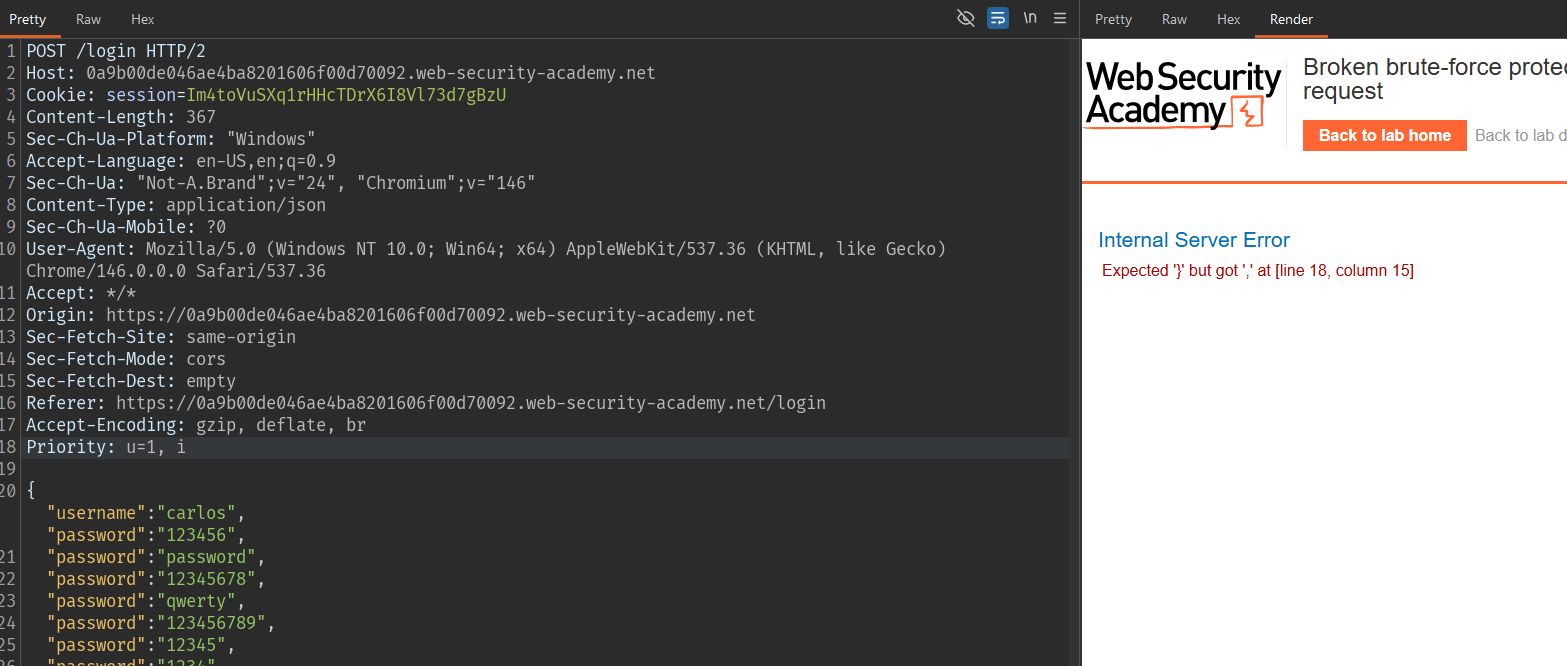 Pretty Raw Hex \n
1 POST /login HTTP/2
2 Host: 0a9b00de046ae4ba8201606f00d70092.web-security-academy.net
3 Cookie: session=Im4toVuSXq1rHHcTDrX6I8Vl73d7gBzU
4 Content-Length: 367
5 Sec-Ch-Ua-Platform: "Windows"
6 Accept-Language: en-US,en;q=0.9
7 Sec-Ch-Ua: "Not-A.Brand";v="24", "Chromium";v="146"
8 Content-Type: application/json
9 Sec-Ch-Ua-Mobile: ?0
10 User-Agent: Mozilla/5.0 (Windows NT 10.0; Win64; x64) AppleWebKit/537.36 (KHTML, like Gecko)
Chrome/146.0.0.0 Safari/537.36
11 Accept: */*
12 Origin: https://0a9b00de046ae4ba8201606f00d70092.web-security-academy.net
13 Sec-Fetch-Site: same-origin
14 Sec-Fetch-Mode: cors
15 Sec-Fetch-Dest: empty
16 Referer: https://0a9b00de046ae4ba8201606f00d70092.web-security-academy.net/login
17 Accept-Encoding: gzip, deflate, br
18 Priority: u=1, i
19
20 {
"username":"carlos",
"password":"123456",
21 "password":"password",
22 "password":"12345678",
23 "password":"qwerty",
24 "password":"123456789",
25 "password":"12345",
26 "password":"1234",
Pretty Raw Hex Render
Web Security
Academy
Broken brute-force protec
request
Back to lab home Back to lab d
Internal Server Error
Expected '}' but got ',' at [line 18, column 15]